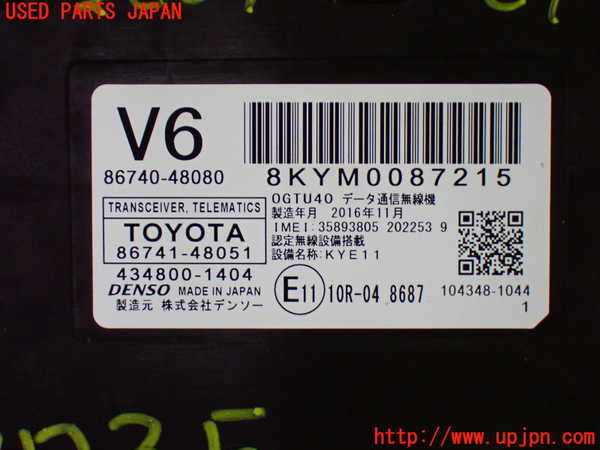 USED PARTS JAPAN
V6
86740-48080
8KYM0087215
TRANSCEIVER, TELEMATICS
TOYOTA
86741-48051
434800-1404
DENSO MADE IN JAPAN
製造元 株式会社デンソー
OGTU40 データ通信無線機
製造年月 2016年11月
IMEI:35893805 202253 9
認定無線設備搭載
設備名称:KYE11
E11 10R-04 8687
104348-1044
1
http://www.upjpn.com/